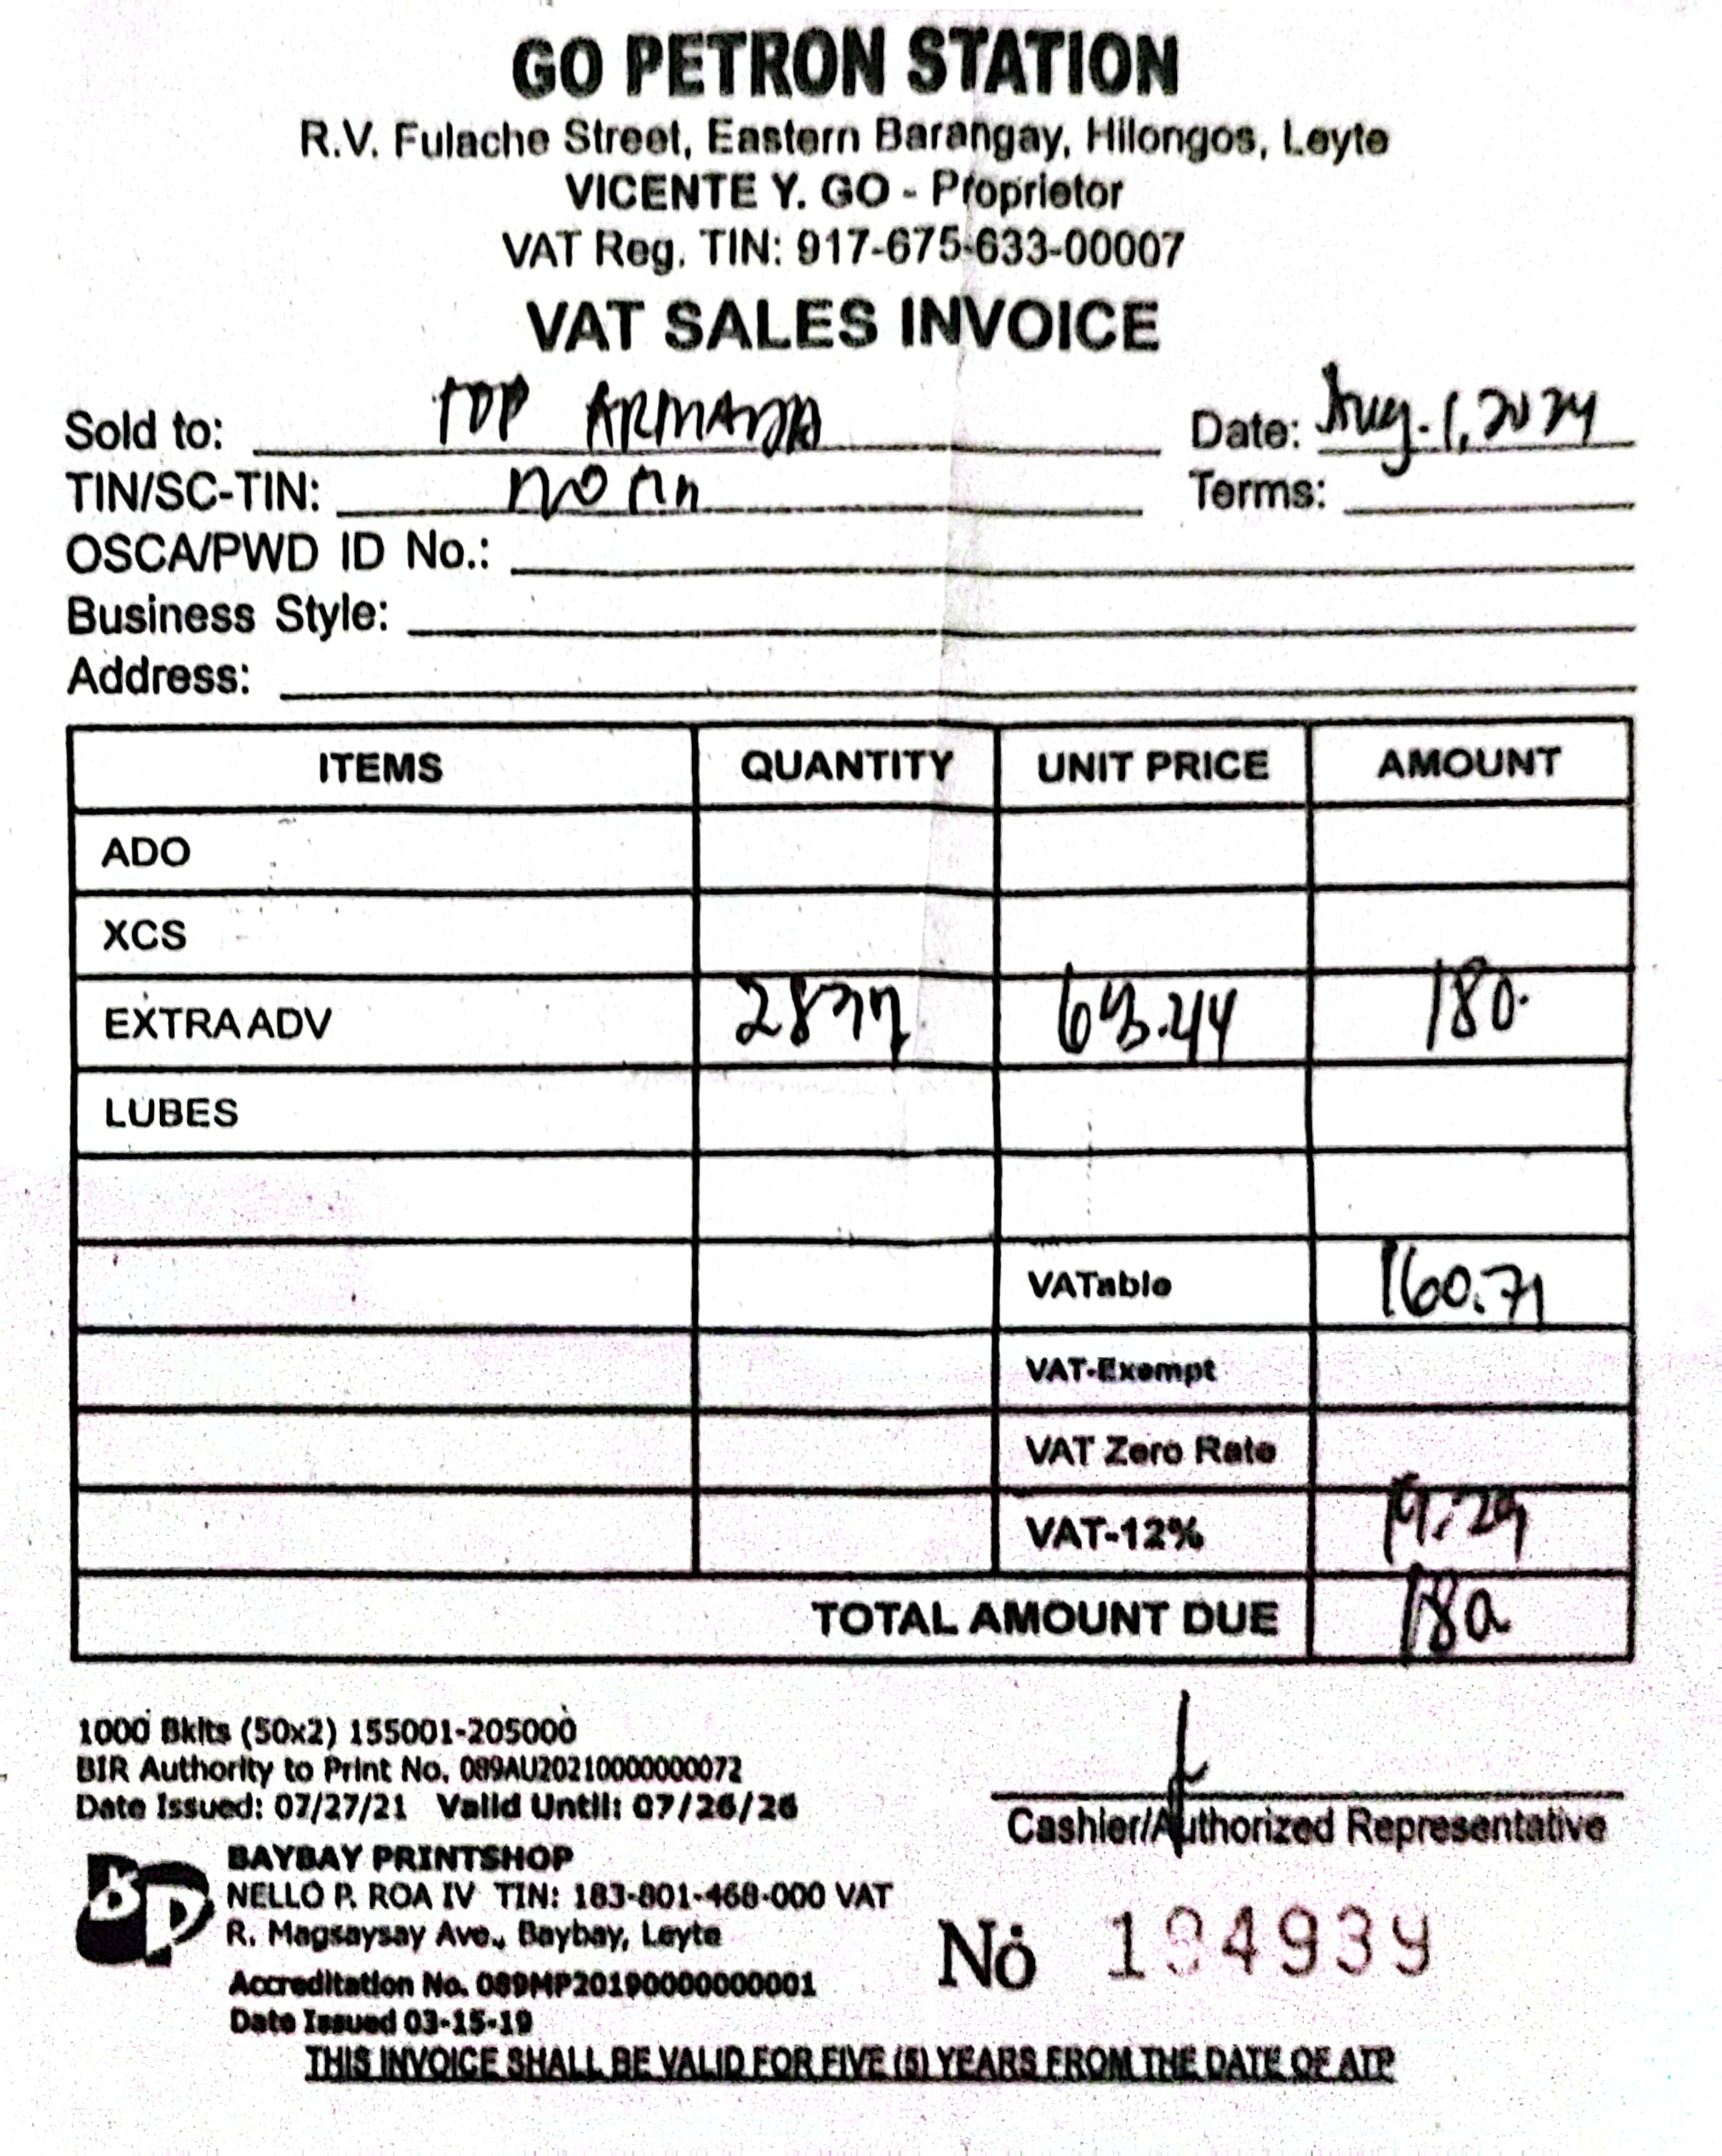 GO PETRON STATION
R.V. Fulache Street, Eastern Barangay, Hilongos, Leyte
VICENTE Y. GO - Proprietor
VAT Reg. TIN: 917-675-633-00007
VAT SALES INVOICE
Sold to: TOP ARMADA Date: Aug. 1, 2024
TIN/SC-TIN: NO Terms:
OSCA/PWD ID No.:
Business Style:
Address:
ITEMS QUANTITY UNIT PRICE AMOUNT
ADO
XCS
EXTRA ADV 180.
LUBES
VATable 160.71
VAT-Exempt
VAT Zero Rate
VAT-12% 19.29
TOTAL AMOUNT DUE 180
1000 Bklts (50x2) 155001-205000
BIR Authority to Print No. 089AU20210000000072
Date Issued: 07/27/21 Valid Until: 07/26/26
Cashier/Authorized Representative
BP BAYBAY PRINTSHOP
NELLO P. ROA IV TIN: 183-801-468-000 VAT
R. Magsaysay Ave., Baybay, Leyte
No 194939
Accreditation No. 089MP20190000000001
Date Issued 03-15-19
THIS INVOICE SHALL BE VALID FOR FIVE (5) YEARS FROM THE DATE OF ATP